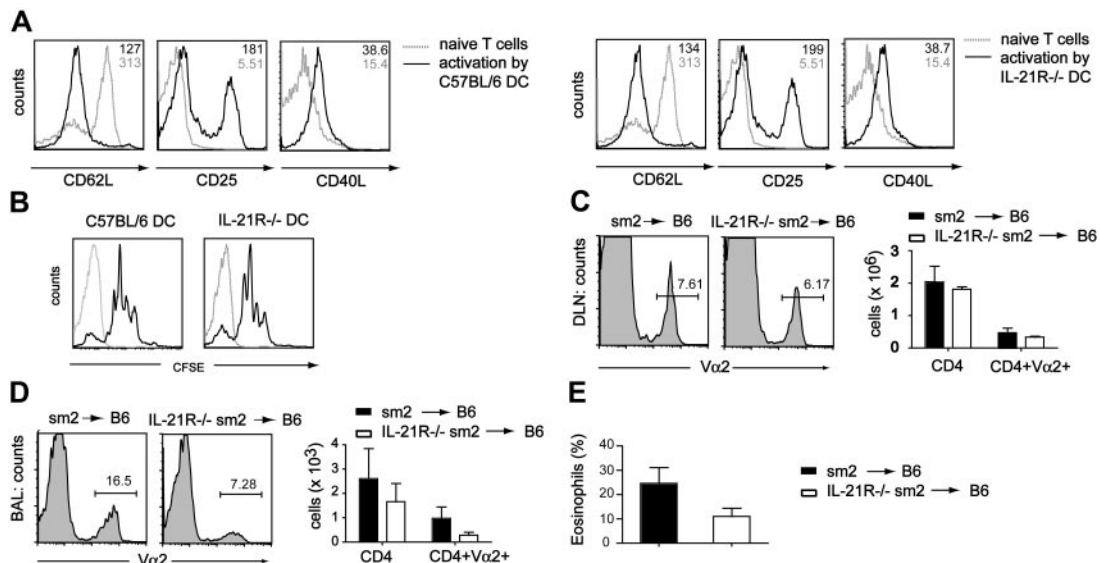 A
counts
127
313
CD62L
181
5.51
CD25
38.6
15.4
CD40L
naive T cells
activation by
C57BL/6 DC
counts
134
313
CD62L
199
5.51
CD25
38.7
15.4
CD40L
naive T cells
activation by
IL-21R-/- DC
B
C57BL/6 DC
IL-21R-/- DC
counts
CFSE
C
sm2 → B6
IL-21R-/- sm2 → B6
DLN: counts
7.61
6.17
Vα2
sm2 → B6
IL-21R-/- sm2 → B6
cells (x 10⁶)
3
2
1
0
CD4
CD4+Vα2+
D
sm2 → B6
IL-21R-/- sm2 → B6
BAL: counts
16.5
7.28
Vα2
sm2 → B6
IL-21R-/- sm2 → B6
cells (x 10³)
5
4
3
2
1
0
CD4
CD4+Vα2+
E
Eosinophils (%)
40
30
20
10
0
sm2 → B6
IL-21R-/- sm2 → B6